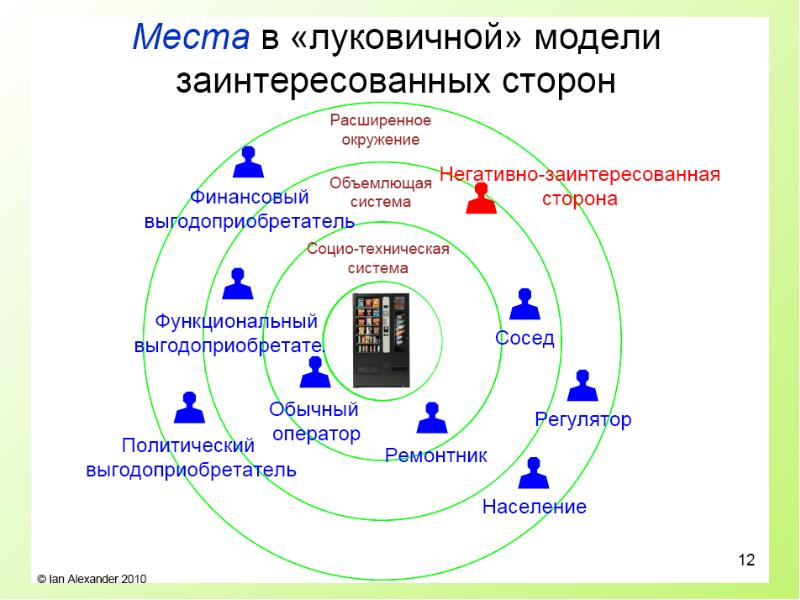 Места в «луковичной» модели
заинтересованных сторон
Расширенное
окружение
Негативно-заинтересованная
сторона
Объемлющая
система
Финансовый
выгодоприобретатель
Социо-техническая
система
Функциональный
выгодоприобретате.
Сосед
Обычный
оператор
Регулятор
Политический
выгодоприобретатель
Ремонтник
Население
12
© Ian Alexander 2010